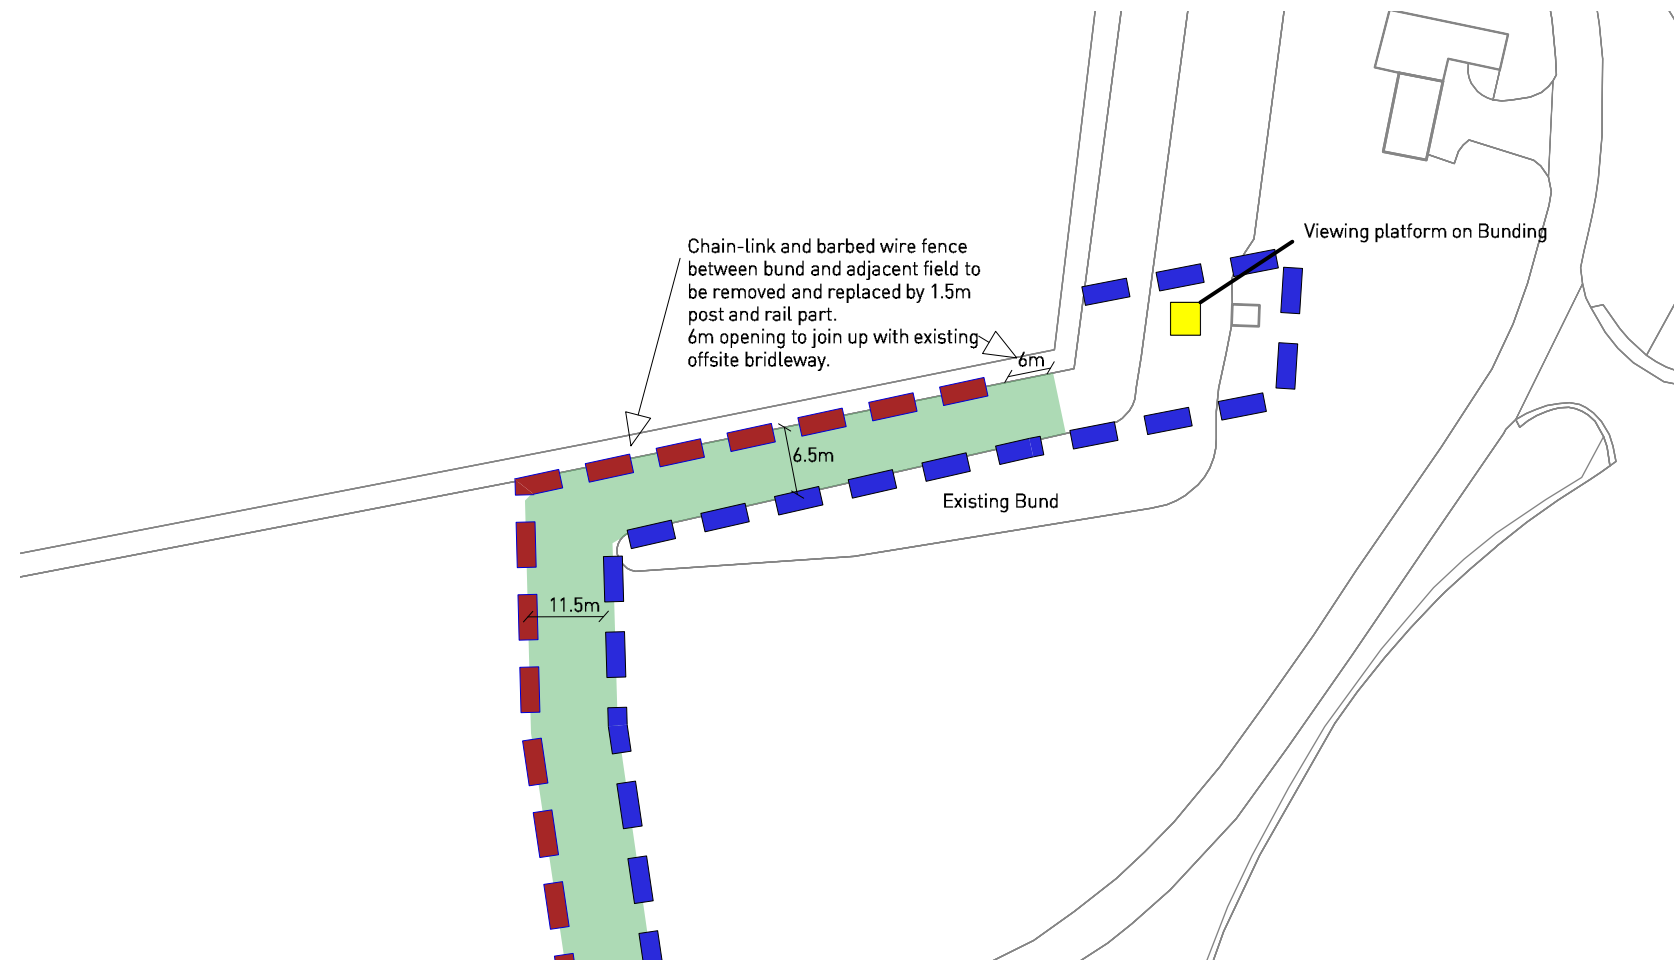 Viewing platform on Bunding
Chain-link and barbed wire fence
between bund and adjacent field to
be removed and replaced by 1.5m
post and rail part.
6m opening to join up with existing
offsite bridleway.
6m
6.5m
Existing Bund
11.5m